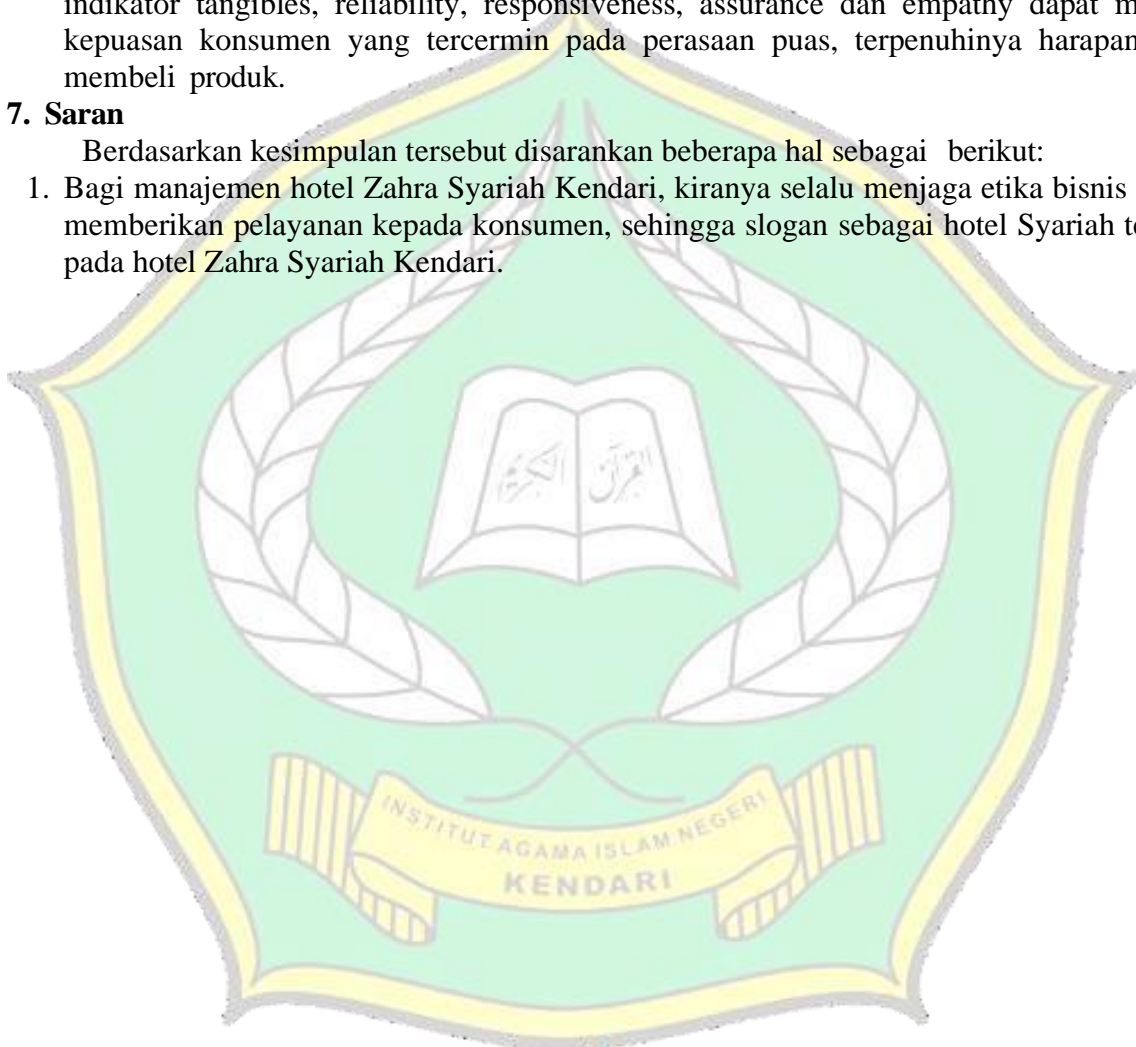 indikator tangibles, reliability, responsiveness, assurance dan empathy dapat
kepuasan konsumen yang tercermin pada perasaan puas, terpenuhinya harapan
membeli produk.
7. Saran
Berdasarkan kesimpulan tersebut disarankan beberapa hal sebagai berikut:
1. Bagi manajemen hotel Zahra Syariah Kendari, kiranya selalu menjaga etika bisnis
memberikan pelayanan kepada konsumen, sehingga slogan sebagai hotel Syariah
pada hotel Zahra Syariah Kendari.
القرآن الكريم
INSTITUT AGAMA ISLAM NEGERI
KENDARI